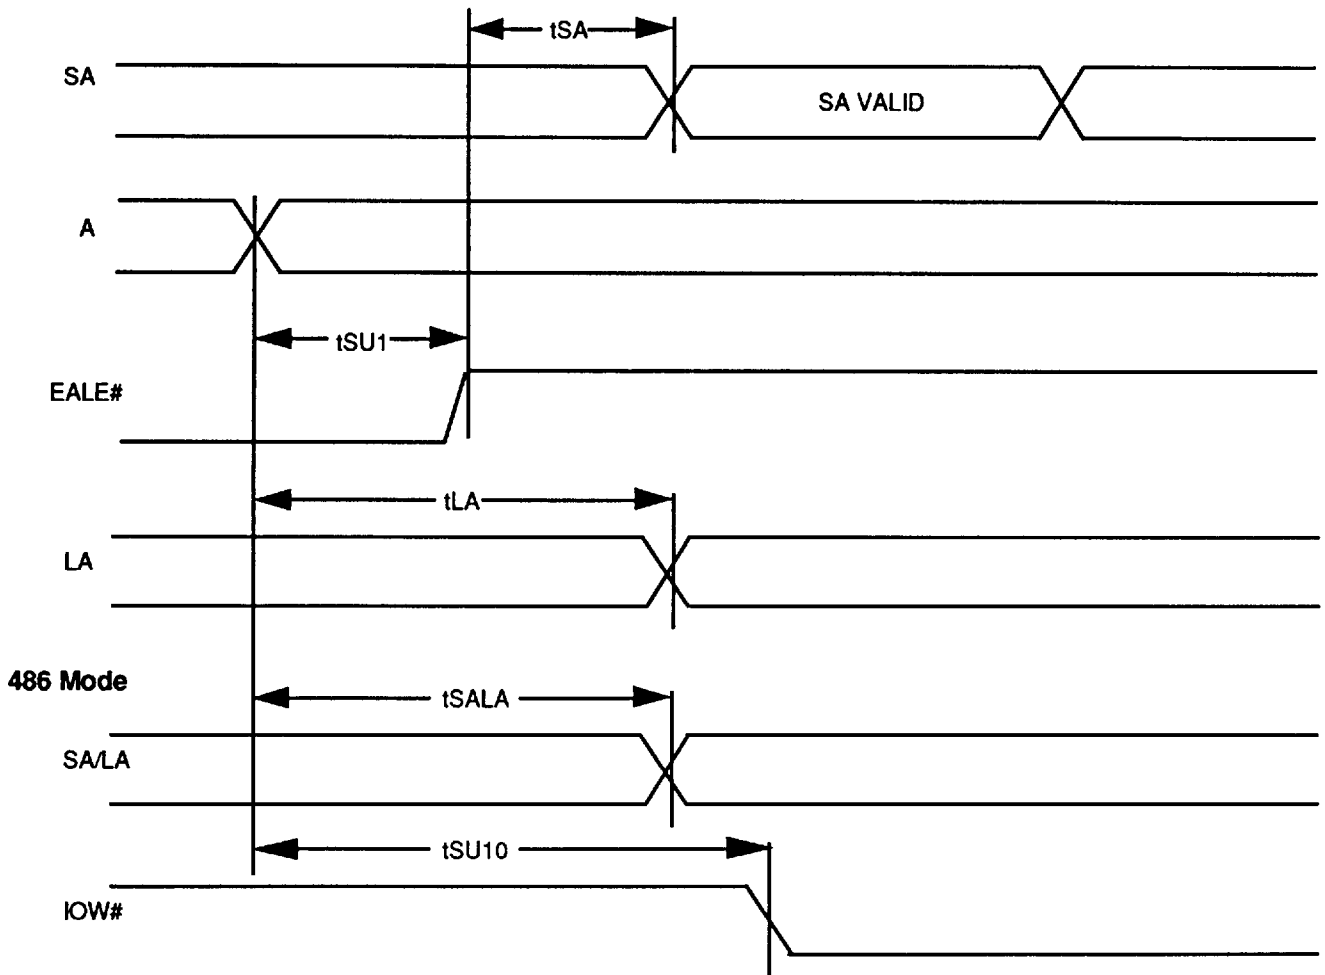 tSA
SA
SA VALID
A
tSU1
EALE#
tLA
LA
486 Mode
tSALA
SA/LA
tSU10
IOW#